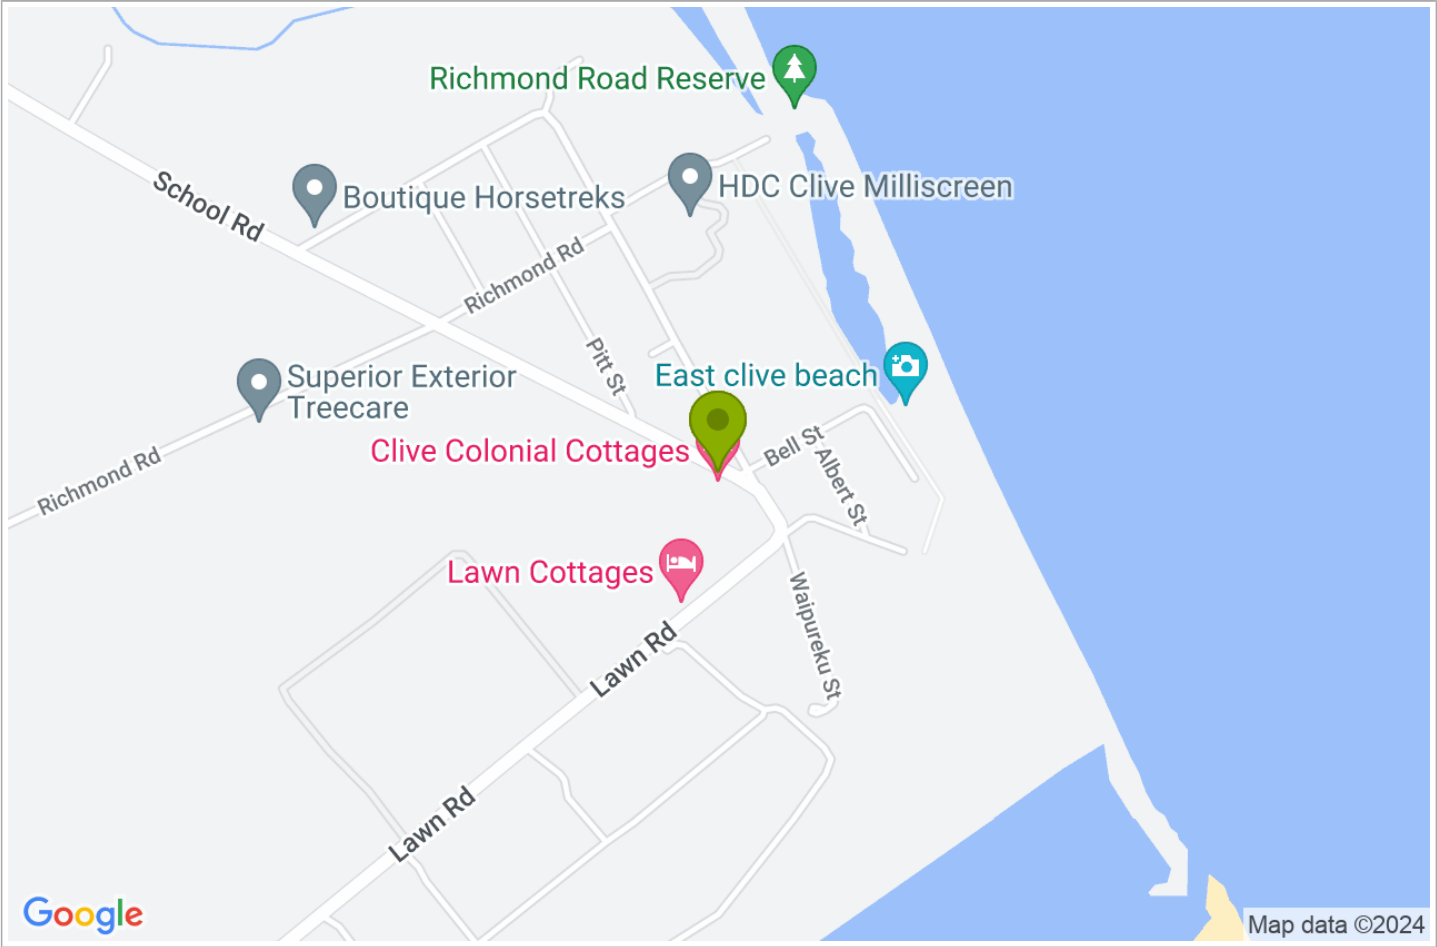 Richmond Road Reserve
School Rd
Boutique Horsetreks
HDC Clive Milliscreen
Richmond Rd
Pitt St
Superior Exterior
Treecare
East clive beach
Clive Colonial Cottages
Bell St
Albert St
Richmond Rd
Lawn Cottages
Waipureku St
Lawn Rd
Lawn Rd
Google
Map data ©2024